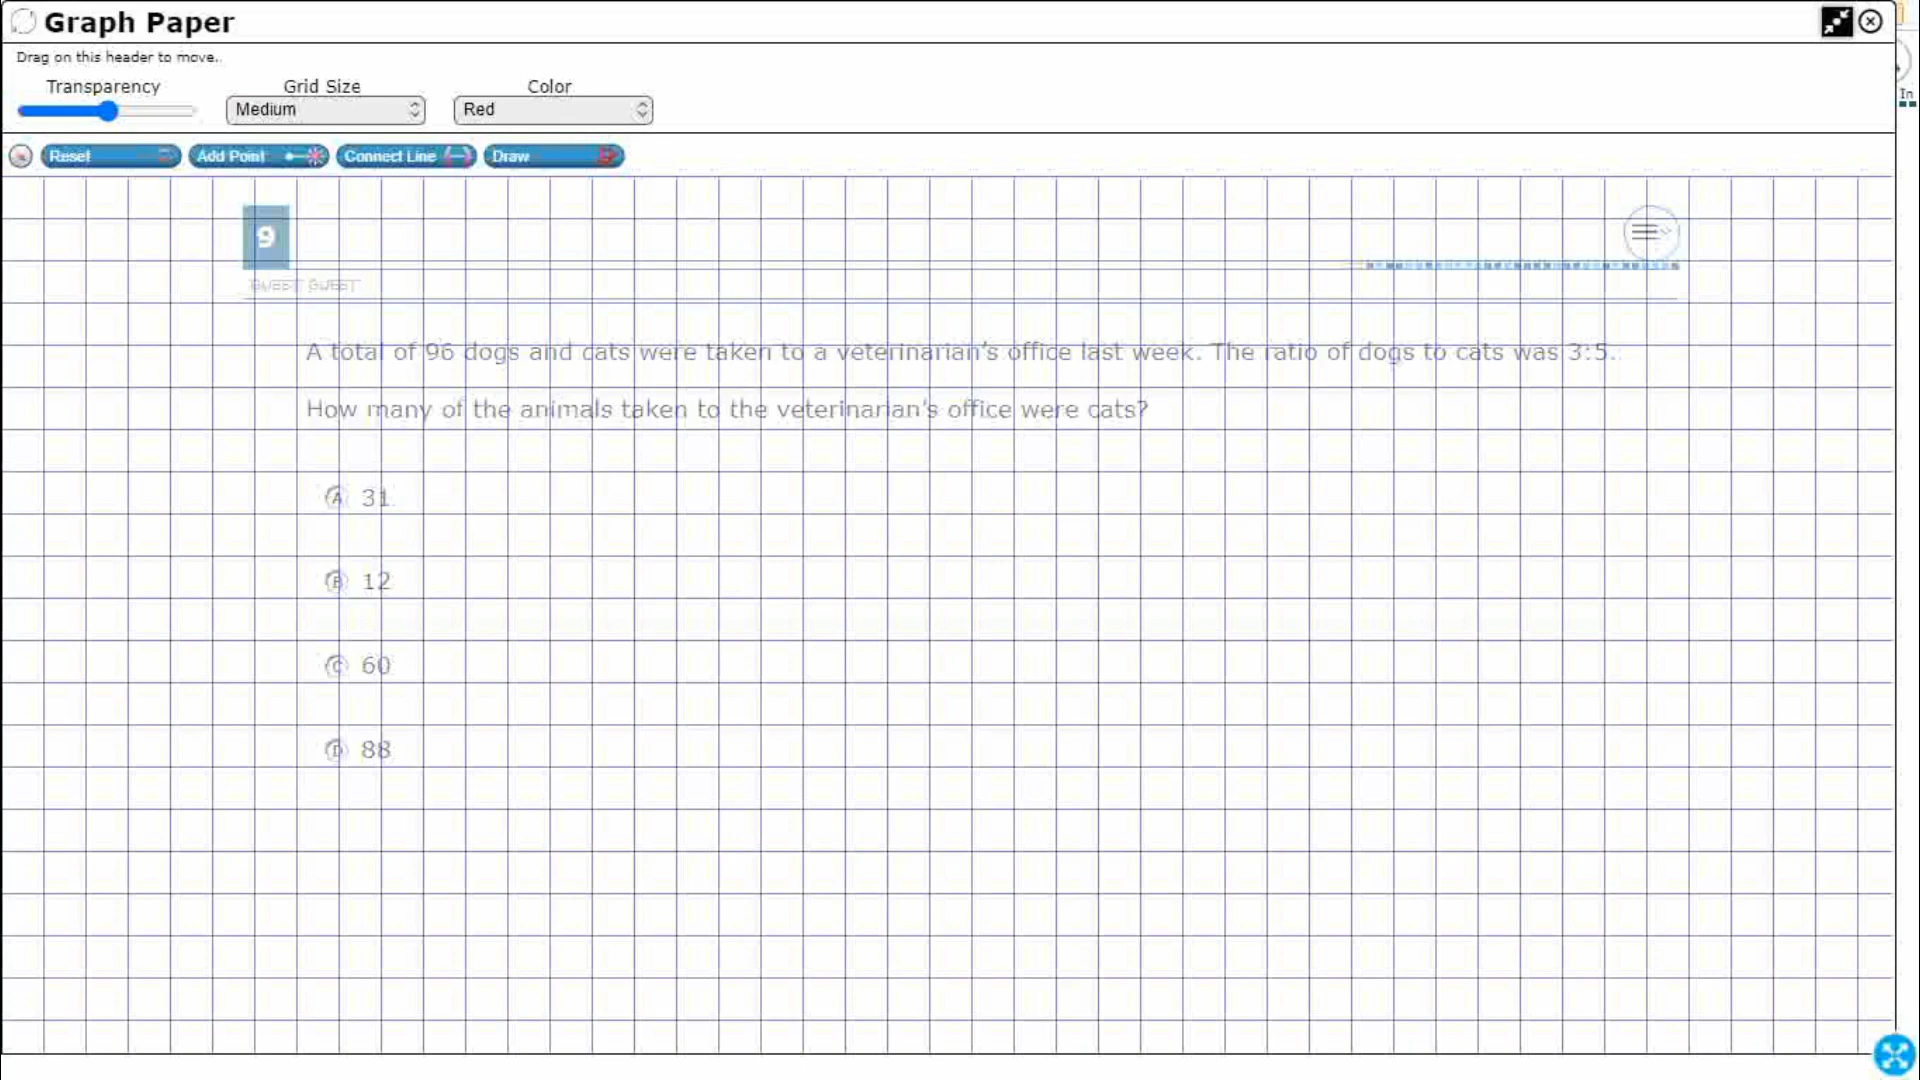 Graph Paper
Drag on this header to move..
Transparency
Grid Size
Color
Medium
Red
Reset
Add Point
Connect Line
Draw
In
9
GUEST GUEST
A total of 96 dogs and cats were taken to a veterinarian's office last week. The ratio of dogs to cats was 3:5.
How many of the animals taken to the veterinarian's office were cats?
A 31
B 12
C 60
D 88